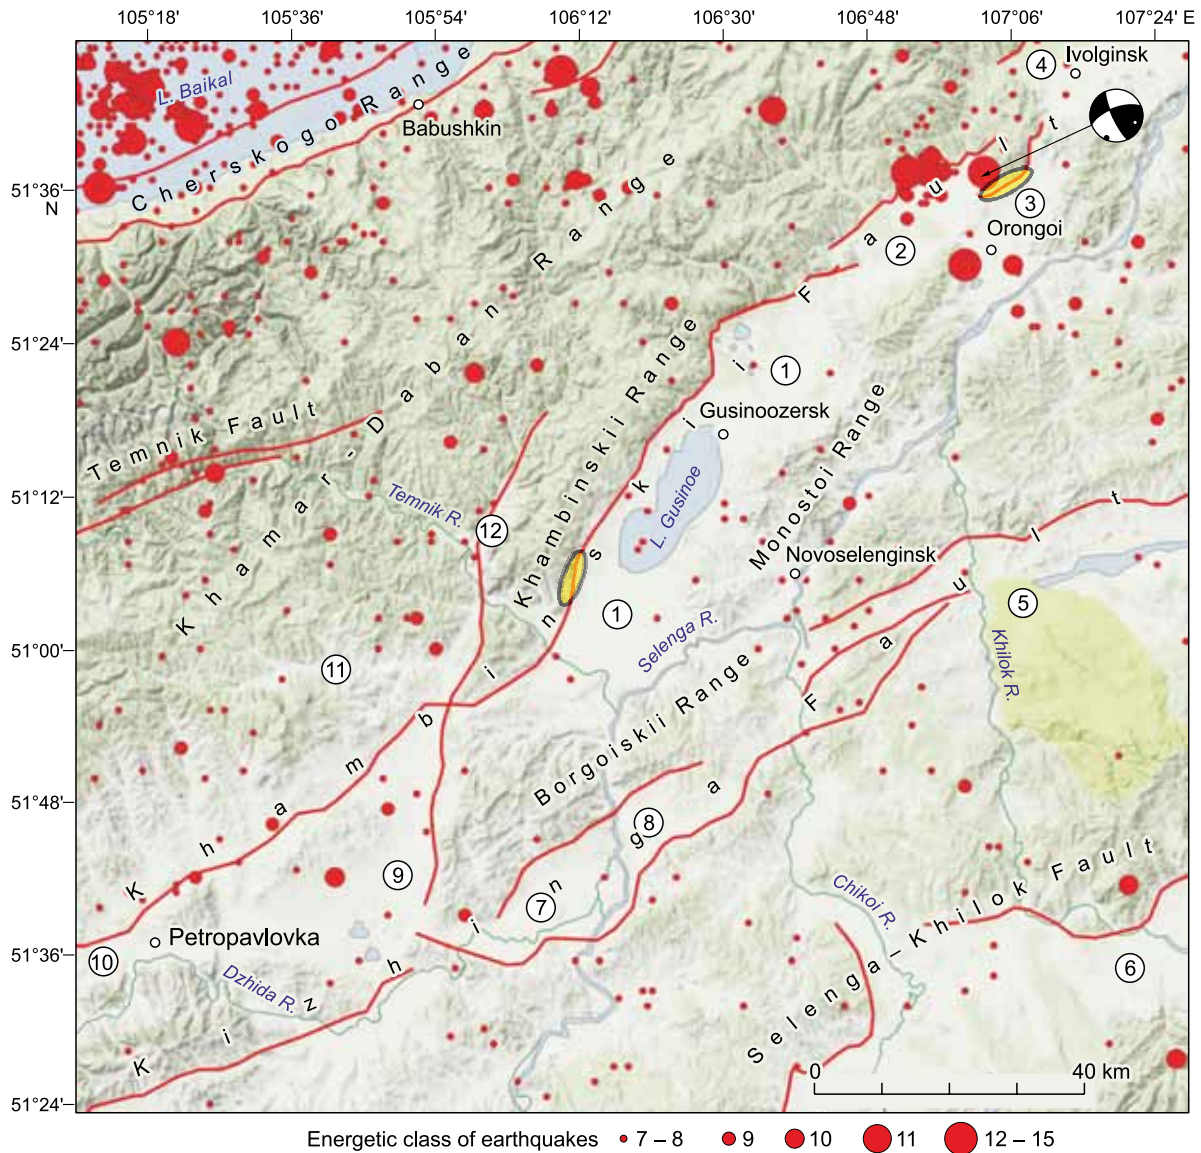 105°18' 105°36' 105°54' 106°12' 106°30' 106°48' 107°06' 107°24' E
4
Ivolginsk
L. Baikal
Cherskogo Range
Babushkin
51°36'
N
3
Orongoi
2
Khamar-Daban Range
51°24'
1
Khambinskii Range
Gusinoozersk
Temnik Fault
Monostoi Range
L. Gusinoe
51°12'
Temnik R.
12
Khambinskii Fault
Novoselenginsk
1
5
Selenga R.
51°00'
Khilok R.
11
Borgoiskii Range
51°48'
8
9
7
Chikoi R.
Petropavlovka
51°36'
10
6
Dzhida R.
Kizhinga Fault
Selenga–Khilok Fault
0 40 km
51°24'
Energetic class of earthquakes 7 – 8 9 10 11 12 – 15